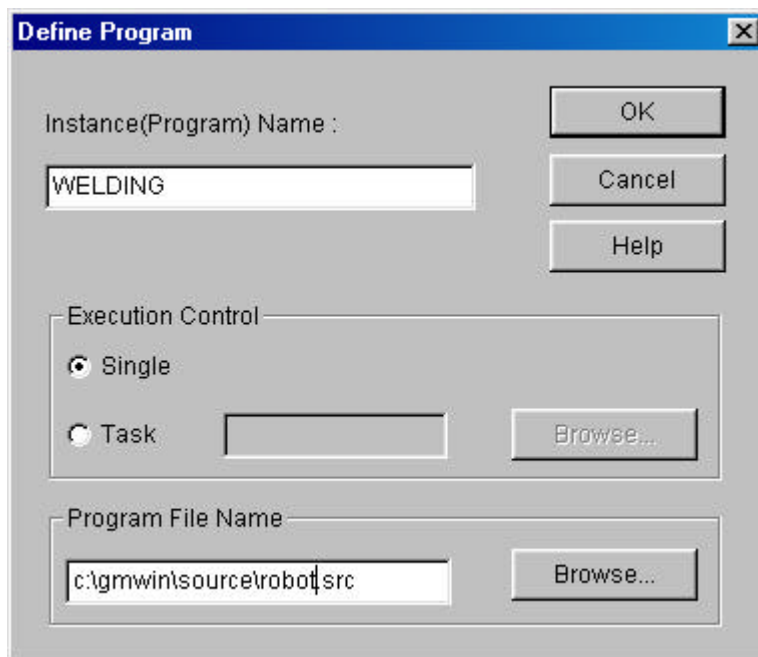 Define Program
Instance(Program) Name :
OK
WELDING
Cancel
Help
Execution Control
Single
Task
Browse...
Program File Name
c:\gmwin\source\robot.src
Browse...